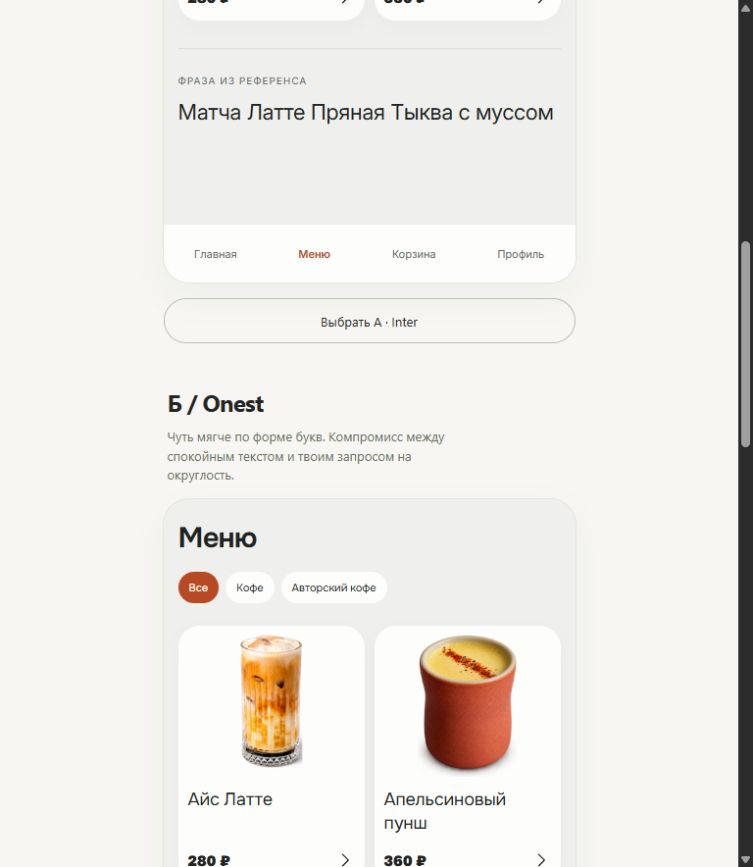 280 ₽
380 ₽
ФРАЗА ИЗ РЕФЕРЕНСА
Матча Латте Пряная Тыква с муссом
Главная
Меню
Корзина
Профиль
Выбрать А · Inter
Б / Onest
Чуть мягче по форме букв. Компромисс между
спокойным текстом и твоим запросом на
округлость.
Меню
Все
Кофе
Авторский кофе
Айс Латте
Апельсиновый
пунш
280 ₽
360 ₽